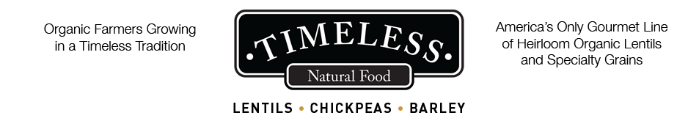 Organic Farmers Growing
in a Timeless Tradition
·TIMELESS·
Natural Food
LENTILS • CHICKPEAS • BARLEY
America's Only Gourmet Line
of Heirloom Organic Lentils
and Specialty Grains